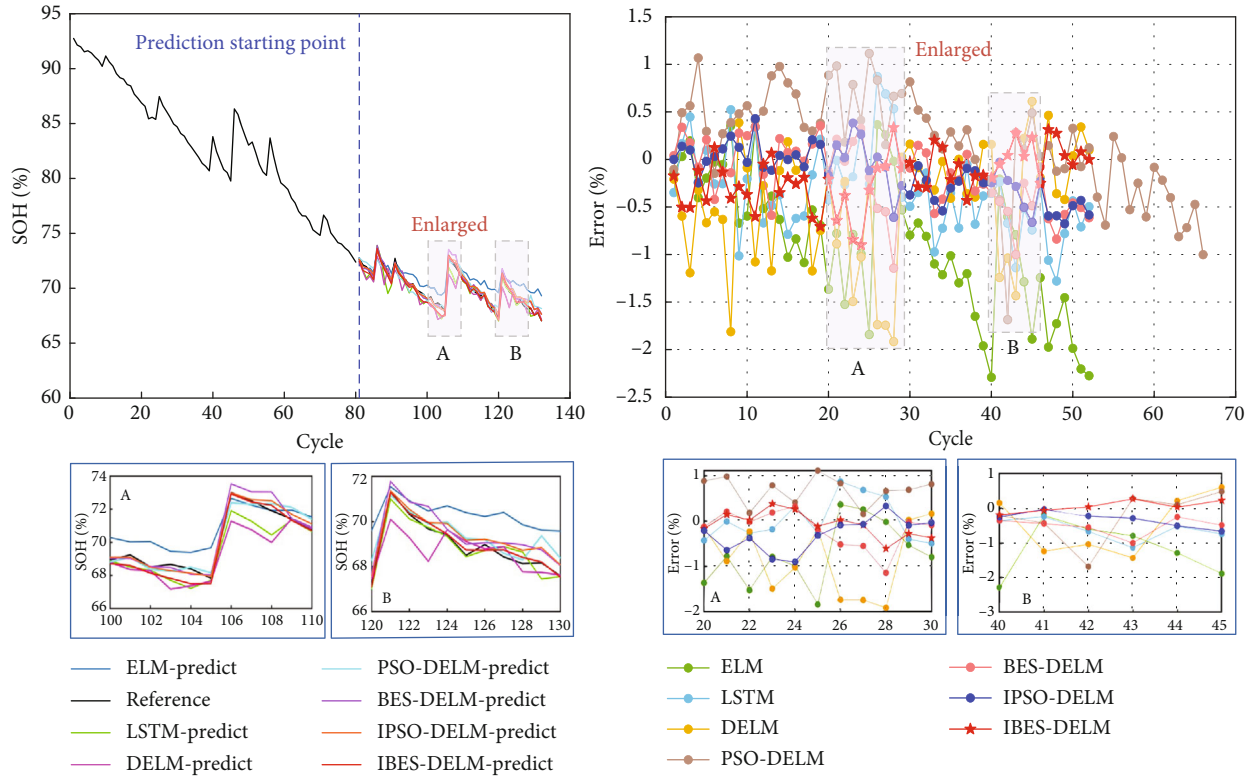 95
90
85
80
75
70
65
60
SOH (%)
Prediction starting point
Enlarged
A
B
0
20
40
60
80
100
120
140
Cycle
1.5
1
0.5
0
−0.5
−1
−1.5
−2
−2.5
Error (%)
Enlarged
A
B
0
10
20
30
40
50
60
70
Cycle
74
72
70
68
66
SOH (%)
A
100
102
104
106
108
110
72
70
68
66
SOH (%)
B
120
122
124
126
128
130
1
0
−1
−2
Error (%)
A
20
22
24
26
28
30
1
0
−1
−2
−3
Error (%)
B
40
41
42
43
44
45
ELM-predict
Reference
LSTM-predict
DELM-predict
PSO-DELM-predict
BES-DELM-predict
IPSO-DELM-predict
IBES-DELM-predict
ELM
LSTM
DELM
PSO-DELM
BES-DELM
IPSO-DELM
IBES-DELM